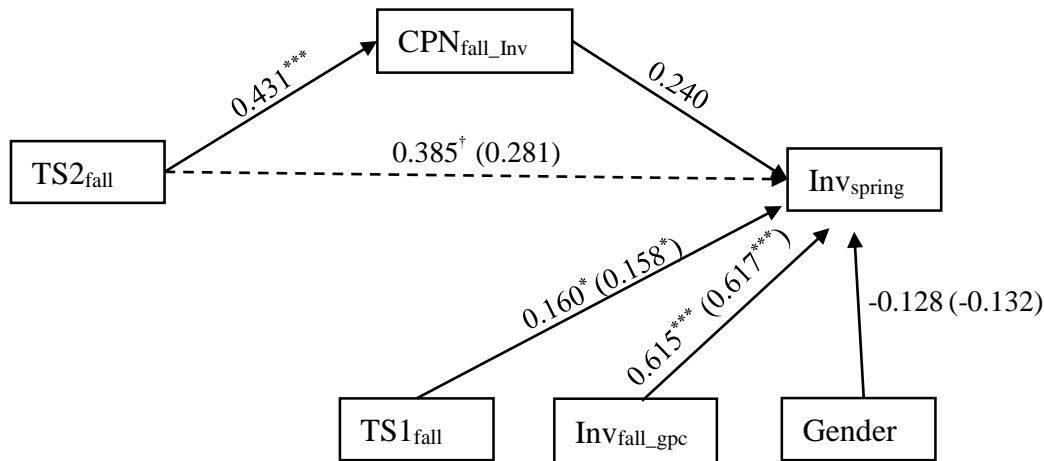 CPNfall_Inv
0.431***
0.240
TS2fall
0.385† (0.281)
Invspring
0.160* (0.158*)
0.615*** (0.617***)
-0.128 (-0.132)
TS1fall
Invfall_gpc
Gender